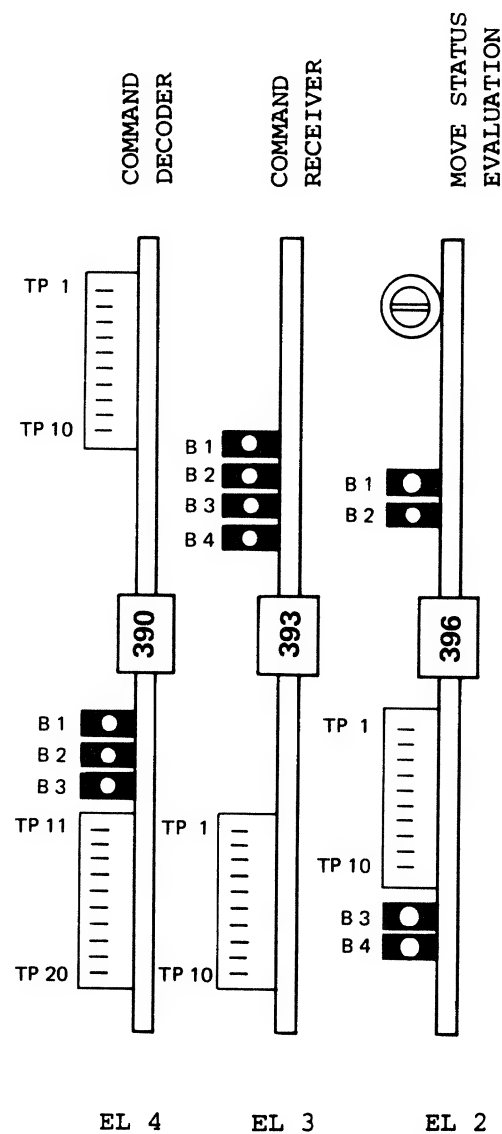 COMMAND
DECODER
COMMAND
RECEIVER
MOVE STATUS
EVALUATION
TP 1
TP 10
390
B 1
B 2
B 3
TP 11
TP 20
B 1
B 2
B 3
B 4
393
TP 1
TP 10
B 1
B 2
396
TP 1
TP 10
B 3
B 4
EL 4
EL 3
EL 2